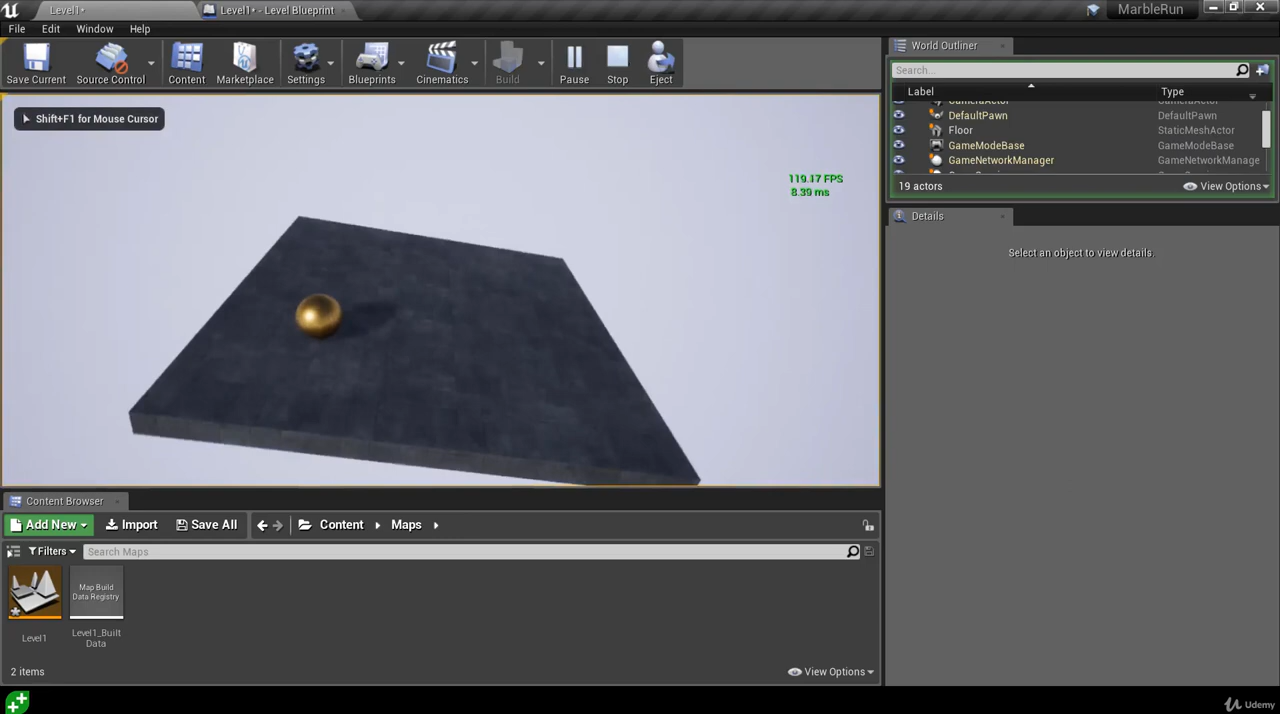 Level1*
Level1* - Level Blueprint
MarbleRun
File Edit Window Help
Save Current Source Control Content Marketplace Settings Blueprints Cinematics Build Pause Stop Eject
World Outliner
Search...
Label Type
CameraActor CameraActor
DefaultPawn DefaultPawn
Floor StaticMeshActor
GameModeBase GameModeBase
GameNetworkManager GameNetworkManage
19 actors View Options
Shift+F1 for Mouse Cursor
119.17 FPS
8.39 ms
Details
Select an object to view details.
Content Browser
Add New Import Save All Content Maps
Filters Search Maps
Map Build
Data Registry
Level1
Level1_Built
Data
2 items View Options
Udemy